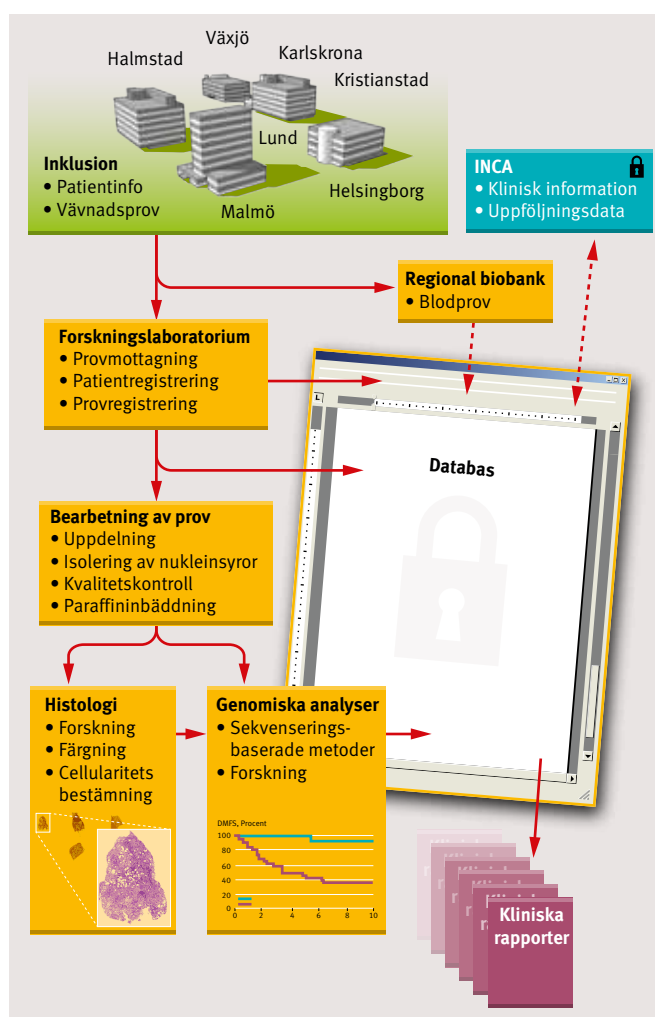 Växjö
Halmstad
Karlskrona
Kristianstad
Lund
Helsingborg
Malmö
Inklusion
• Patientinfo
• Vävnadsprov
INCA
• Klinisk information
• Uppföljningsdata
Regional biobank
• Blodprov
Forskningslaboratorium
• Provmottagning
• Patientregistrering
• Provregistrering
L
Databas
Bearbetning av prov
• Uppdelning
• Isolering av nukleinsyror
• Kvalitetskontroll
• Paraffininbäddning
Histologi
• Forskning
• Färgning
• Cellularitets
bestämning
Genomiska analyser
• Sekvenserings-
baserade metoder
• Forskning
DMFS, Procent
100
80
60
40
20
0
0 2 4 6 8 10
Kliniska
rapporter